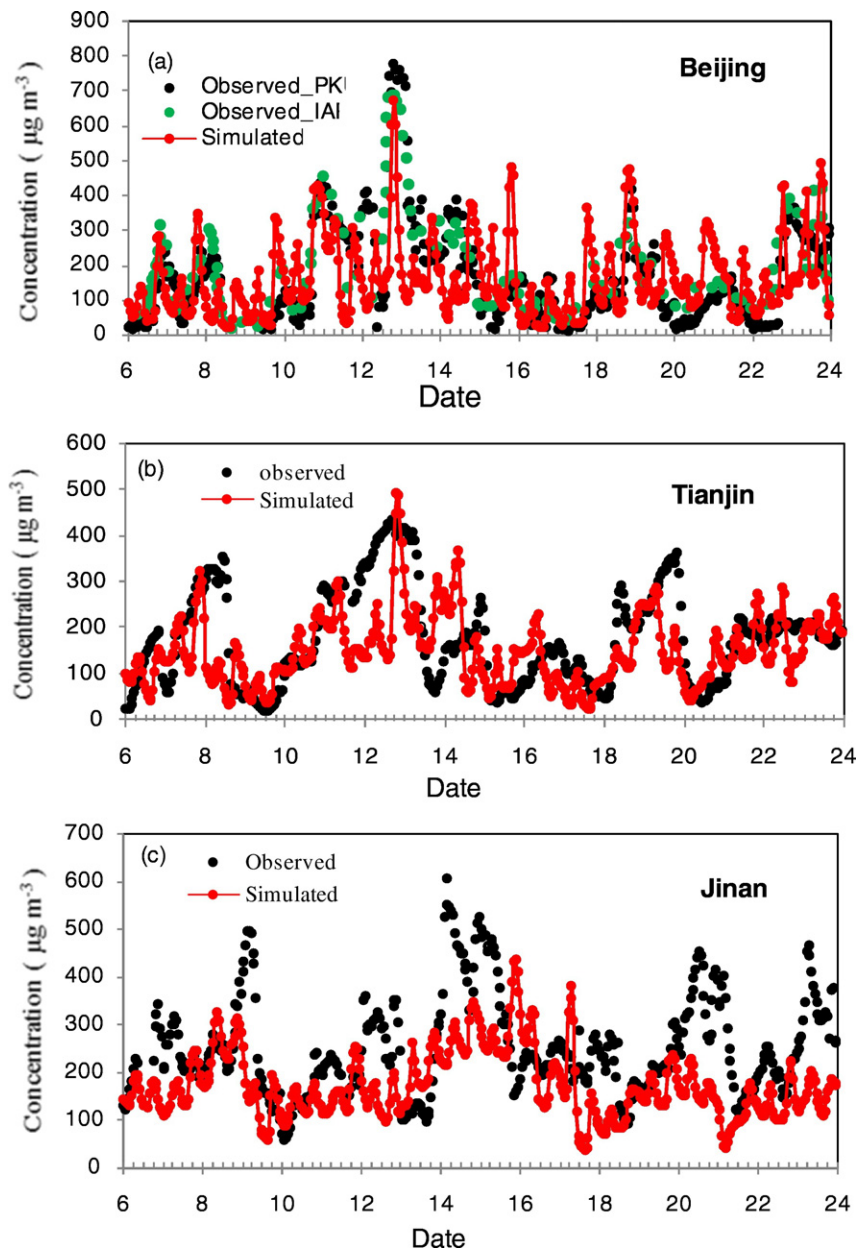 900
800
700
600
500
400
300
200
100
0
Concentration ( µg m-3 )
(a)
Beijing
Observed_PKU
Observed_IAP
Simulated
6 8 10 12 14 16 18 20 22 24
Date
600
500
400
300
200
100
0
Concentration ( µg m-3 )
(b)
observed
Simulated
Tianjin
6 8 10 12 14 16 18 20 22 24
Date
700
600
500
400
300
200
100
0
Concentration ( µg m-3 )
(c)
Observed
Simulated
Jinan
6 8 10 12 14 16 18 20 22 24
Date